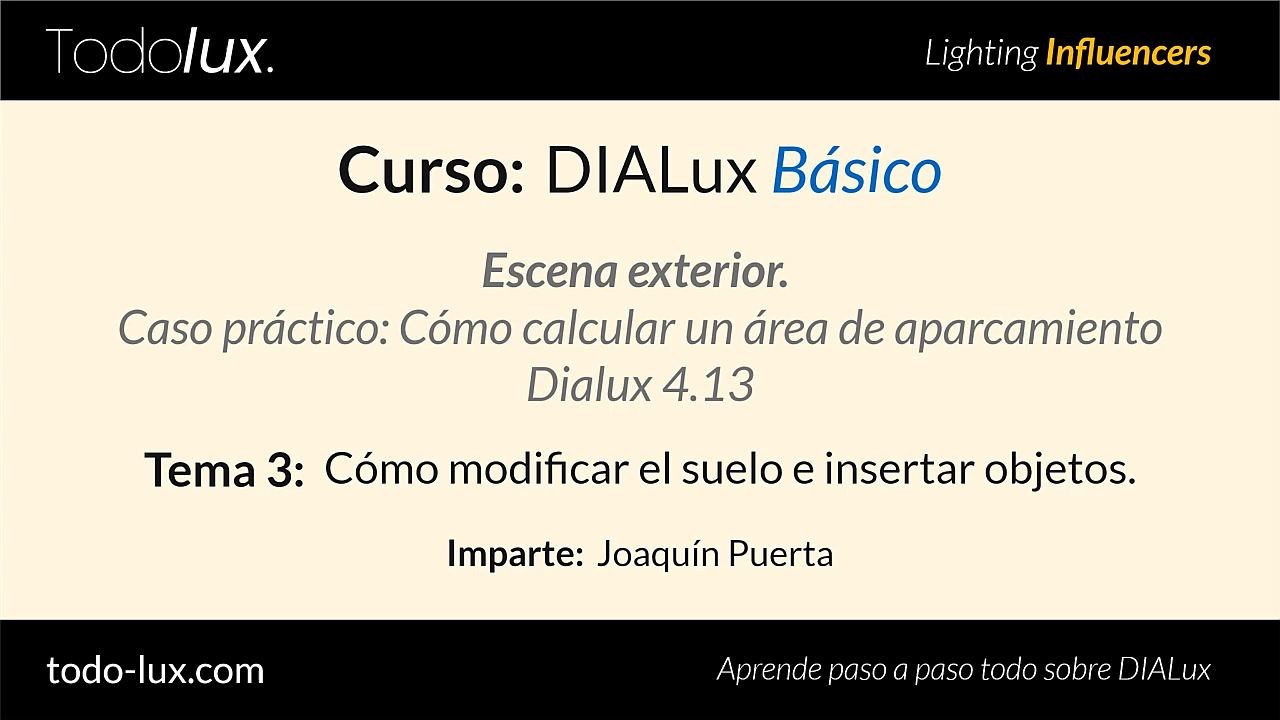 Todolux.
Lighting Influencers
Curso: DIALux Básico
Escena exterior.
Caso práctico: Cómo calcular un área de aparcamiento
Dialux 4.13
Tema 3: Cómo modificar el suelo e insertar objetos.
Imparte: Joaquín Puerta
todo-lux.com
Aprende paso a paso todo sobre DIALux